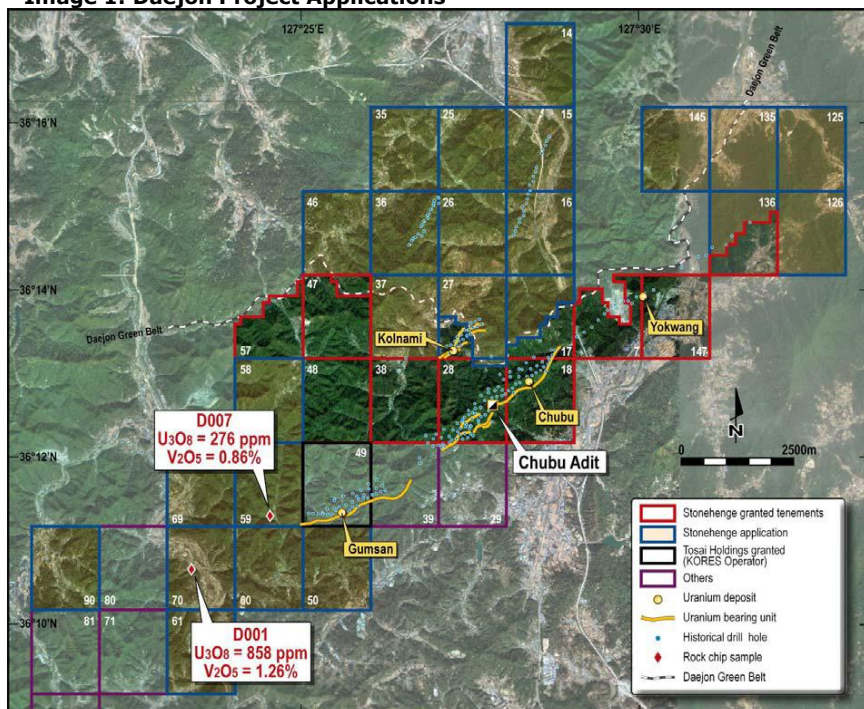 Image 1: Daejon Project Applications
127°25'E
127°30'E
14
Daejon Green Belt
36°16'N
35
25
15
145
135
125
46
36
26
16
136
126
36°14'N
47
37
27
Daejon Green Belt
Kolnami
Yokwang
57
17
7
147
58
48
38
28
18
Chubu
D007
U3O8 = 276 ppm
V2O5 = 0.86%
N
0
2500m
36°12'N
49
Chubu Adit
69
59
39
29
Gumsan
Stonehenge granted tenements
Stonehenge application
Tosai Holdings granted
(KORES Operator)
Others
Uranium deposit
Uranium bearing unit
Historical drill hole
Rock chip sample
Daejon Green Belt
90
80
70
60
50
36°10'N
81
71
61
D001
U3O8 = 858 ppm
V2O5 = 1.26%